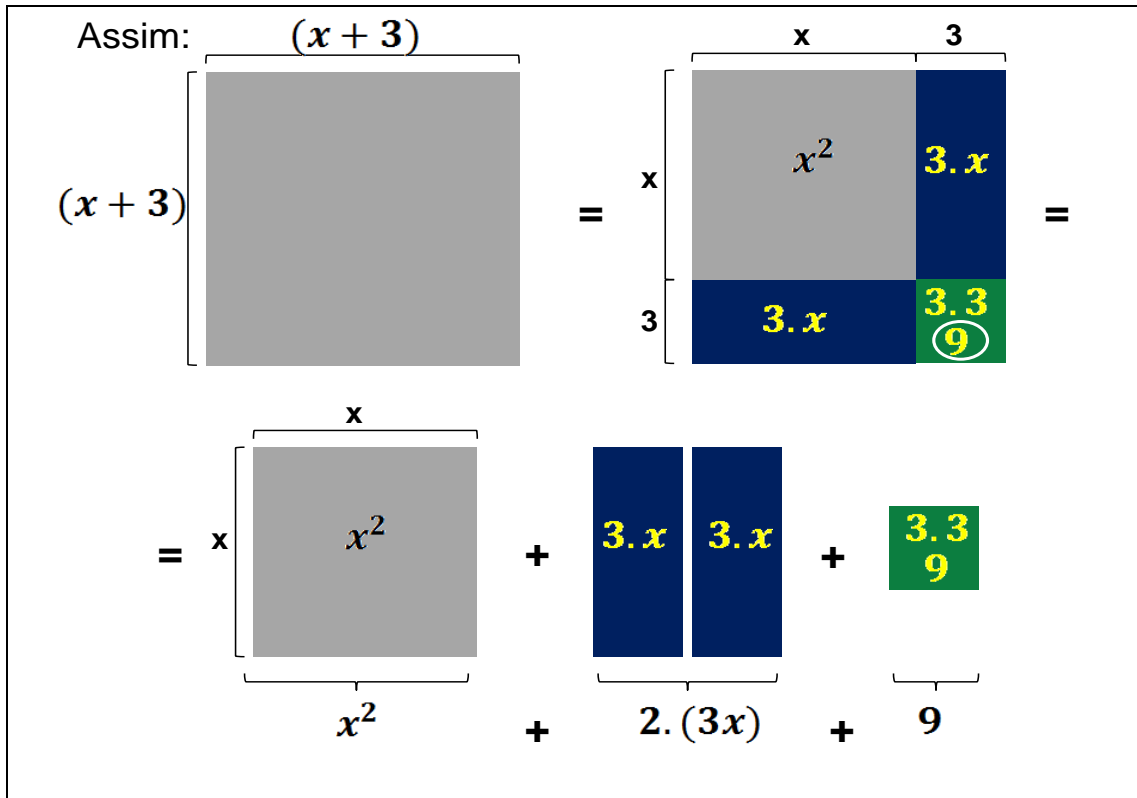 Assim: (x + 3)
(x + 3)
=
x 3
x
x²
3. x
=
3
3. x
3. 3
9
x
=
x
x²
+
3. x 3. x
+
3. 3
9
x² + 2. (3x) + 9